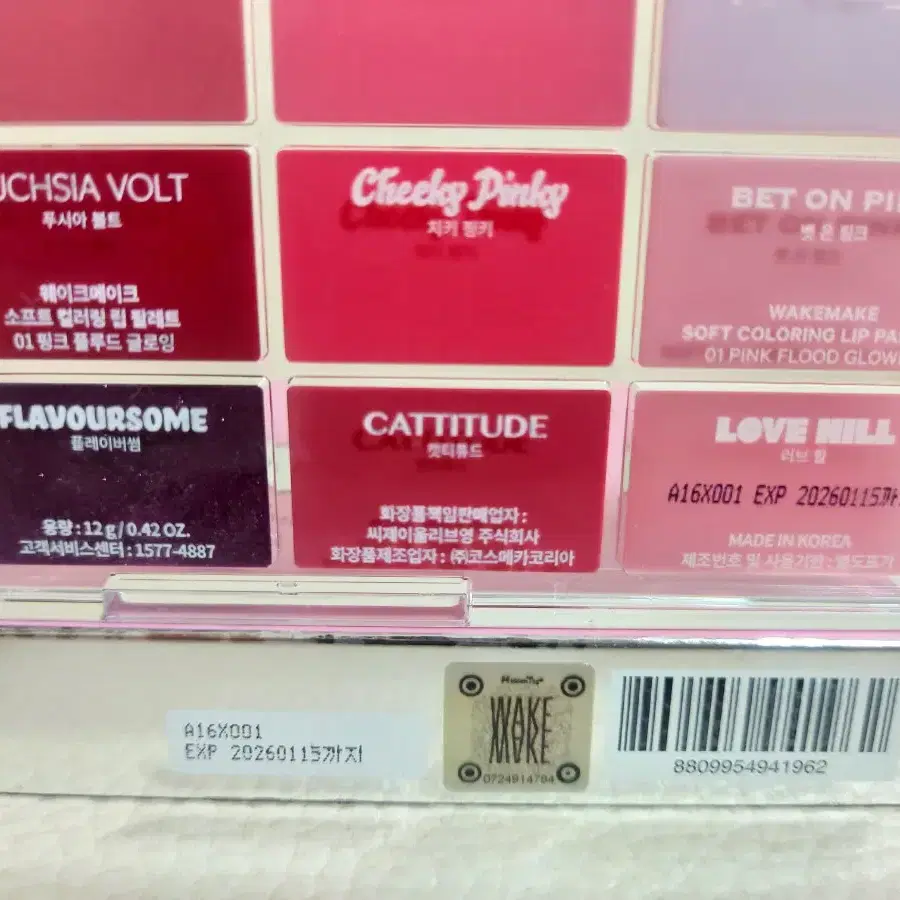 UCHSIA VOLT
푸시아 볼트
웨이크메이크
소프트 컬러링 립 팔레트
01 핑크 플루드 글로잉
Cheeky Pinky
치키 핑키
BET ON PI
벳 온 핑크
WAKEMAKE
SOFT COLORING LIP PA
01 PINK FLOOD GLOW
FLAVOURSOME
플레이버썸
용량 : 12 g / 0.42 OZ.
고객서비스센터 : 1577-4887
CATTITUDE
캣티튜드
화장품책임판매업자 :
씨제이올리브영 주식회사
화장품제조업자 : ㈜코스메카코리아
LOVE HILL
러브 힐
A16X001 EXP 20260115까
MADE IN KOREA
제조번호 및 사용기한 : 별도표기
A16X001
EXP 20260115까지
WAKE
MAKE
0724914784
8809954941962